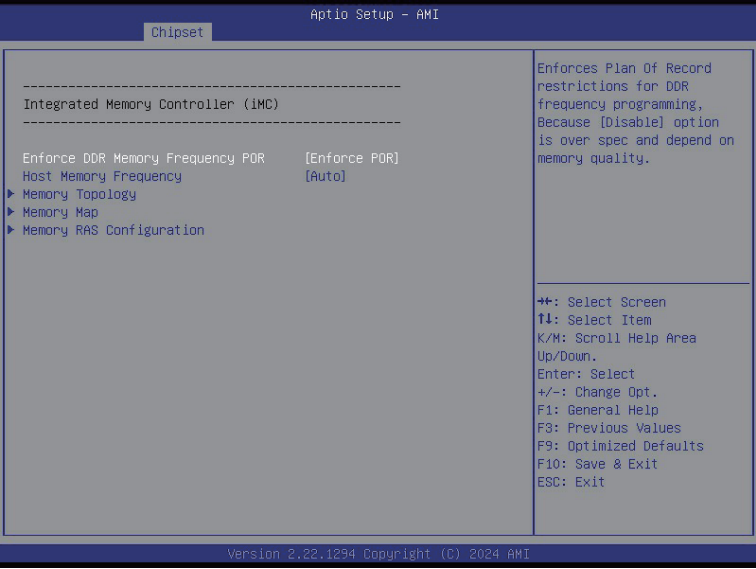 Aptio Setup – AMI
Chipset
--------------------------------------------------
Integrated Memory Controller (iMC)
--------------------------------------------------
Enforce DDR Memory Frequency POR [Enforce POR]
Host Memory Frequency [Auto]
▶ Memory Topology
▶ Memory Map
▶ Memory RAS Configuration
Enforces Plan Of Record
restrictions for DDR
frequency programming,
Because [Disable] option
is over spec and depend on
memory quality.
→←: Select Screen
↑↓: Select Item
K/M: Scroll Help Area
Up/Down.
Enter: Select
+/-: Change Opt.
F1: General Help
F3: Previous Values
F9: Optimized Defaults
F10: Save & Exit
ESC: Exit
Version 2.22.1294 Copyright (C) 2024 AMI